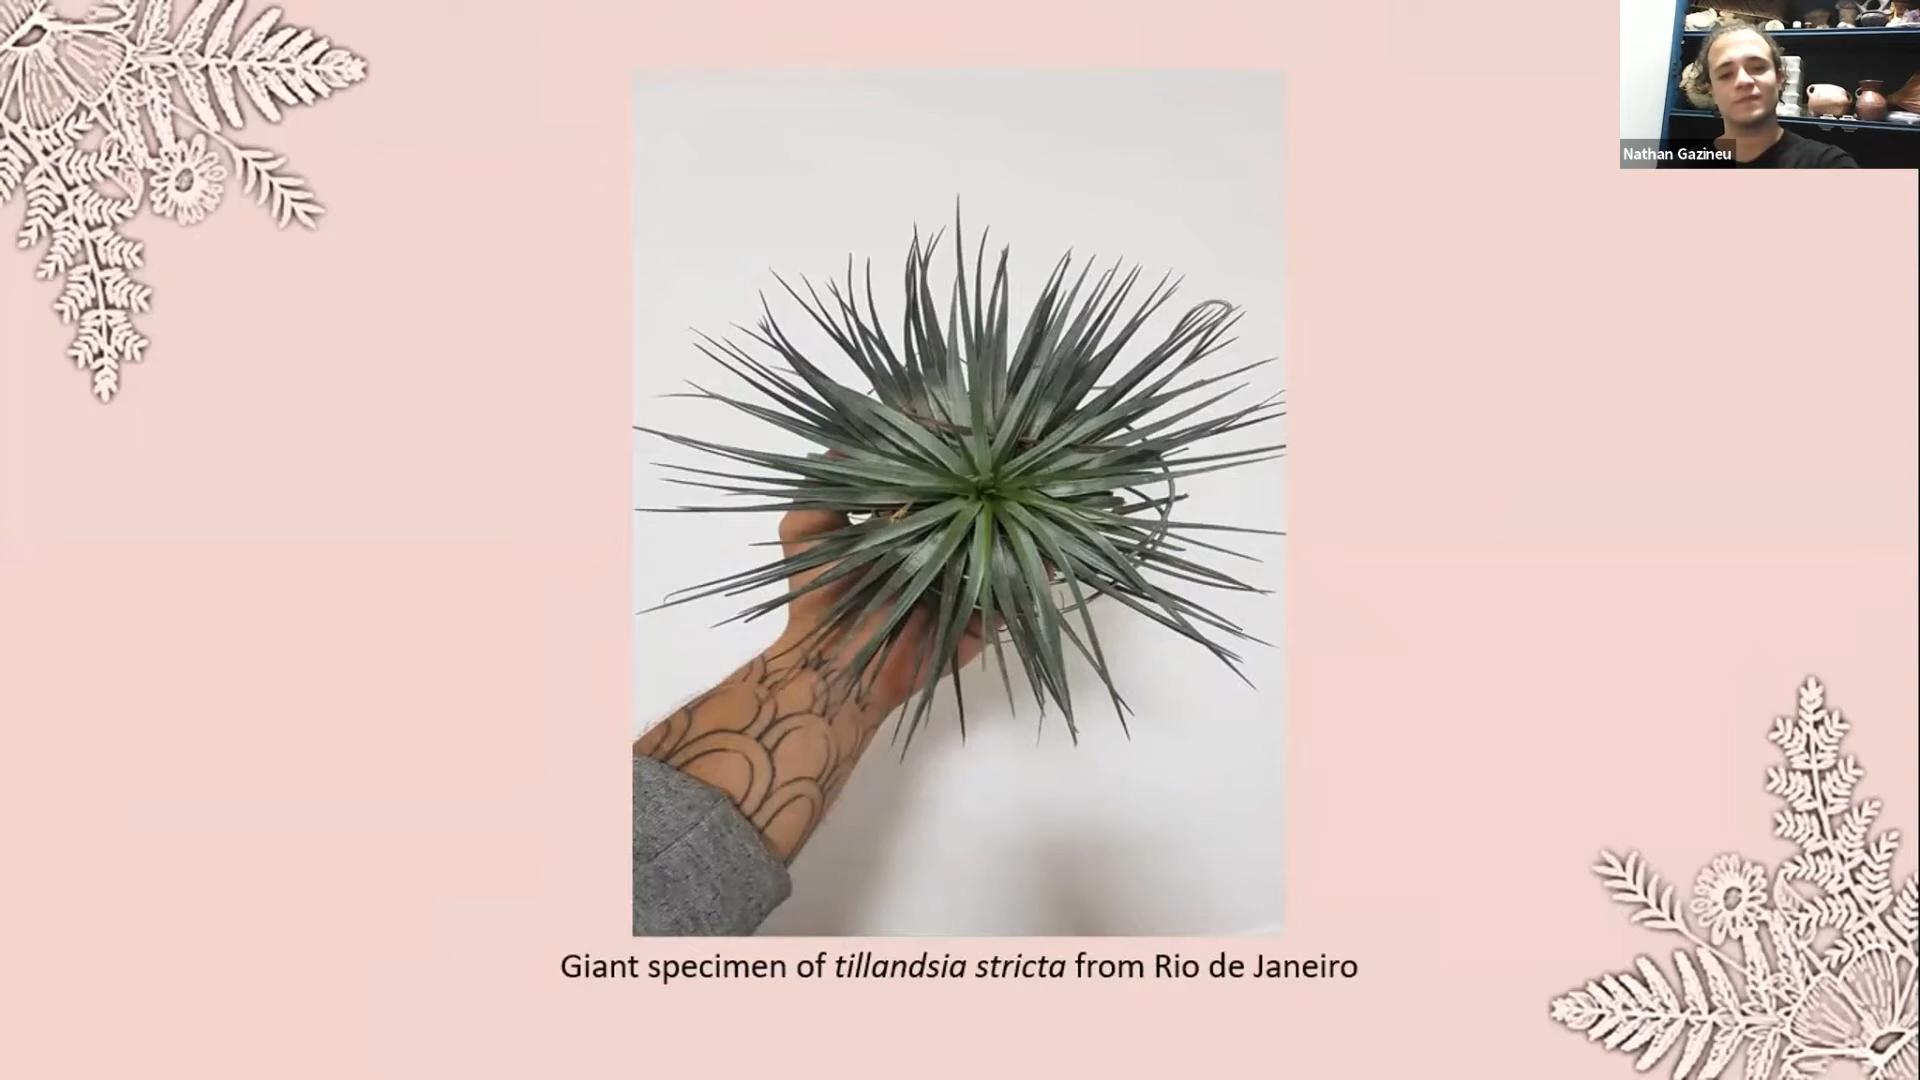 Nathan Gazineu
Giant specimen of tillandsia stricta from Rio de Janeiro